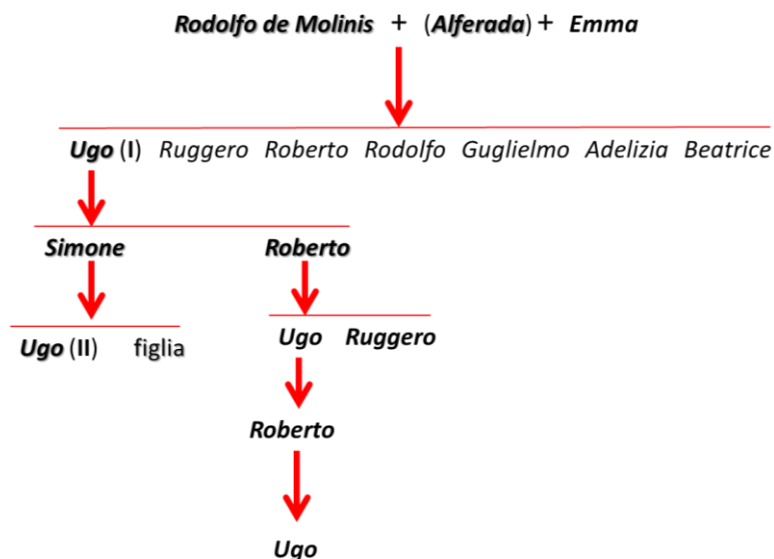 Rodolfo de Molinis + (Alferada) + Emma
Ugo (I) Ruggero Roberto Rodolfo Guglielmo Adelizia Beatrice
Simone Roberto
Ugo (II) figlia Ugo Ruggero
Roberto
Ugo